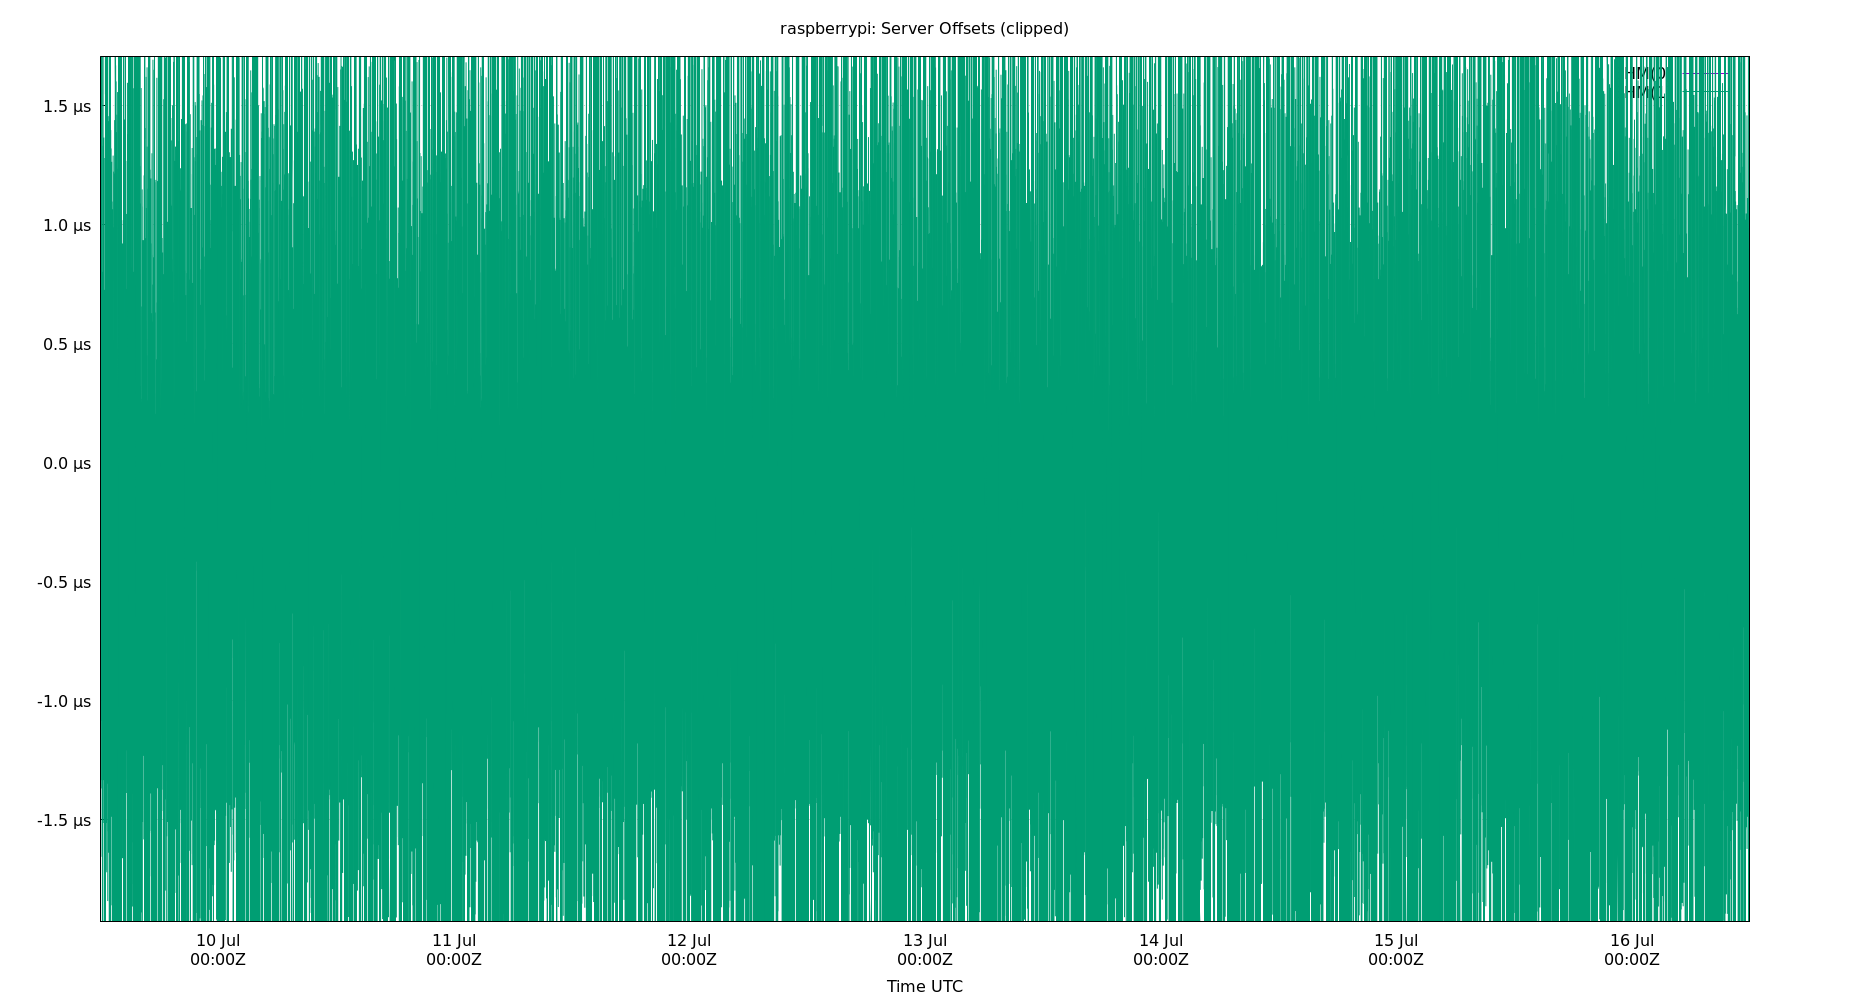 raspberrypi: Server Offsets (clipped)
1.5 µs
1.0 µs
0.5 µs
0.0 µs
-0.5 µs
-1.0 µs
-1.5 µs
10 Jul 11 Jul 12 Jul 13 Jul 14 Jul 15 Jul 16 Jul
00:00Z 00:00Z 00:00Z 00:00Z 00:00Z 00:00Z 00:00Z
Time UTC